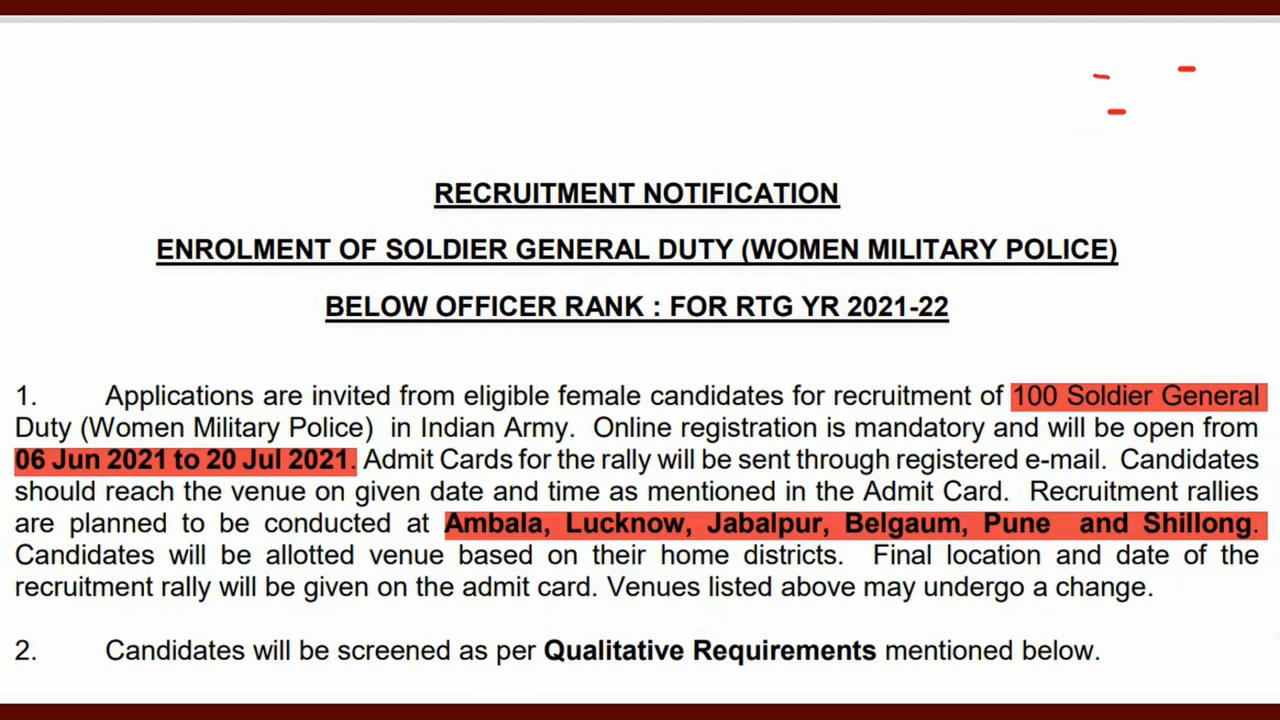 RECRUITMENT NOTIFICATION
ENROLMENT OF SOLDIER GENERAL DUTY (WOMEN MILITARY POLICE)
BELOW OFFICER RANK : FOR RTG YR 2021-22
1. Applications are invited from eligible female candidates for recruitment of 100 Soldier General
Duty (Women Military Police) in Indian Army. Online registration is mandatory and will be open from
06 Jun 2021 to 20 Jul 2021. Admit Cards for the rally will be sent through registered e-mail. Candidates
should reach the venue on given date and time as mentioned in the Admit Card. Recruitment rallies
are planned to be conducted at Ambala, Lucknow, Jabalpur, Belgaum, Pune and Shillong.
Candidates will be allotted venue based on their home districts. Final location and date of the
recruitment rally will be given on the admit card. Venues listed above may undergo a change.
2. Candidates will be screened as per Qualitative Requirements mentioned below.